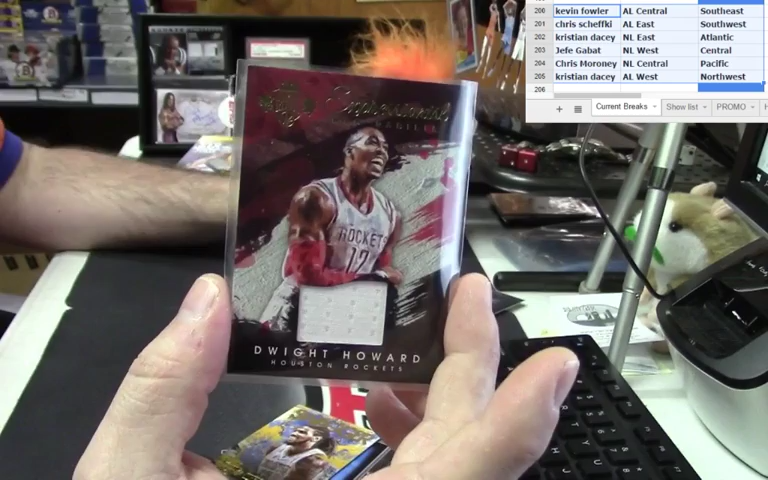 200 kevin fowler AL Central Southeast
201 chris scheffki AL East Southwest
202 kristian dacey NL East Atlantic
203 Jefe Gabat NL West Central
204 Chris Moroney NL Central Pacific
205 kristian dacey AL West Northwest
206
+ Current Breaks Show list PROMO
Expressionist
ROCKETS
12
DWIGHT HOWARD
HOUSTON ROCKETS